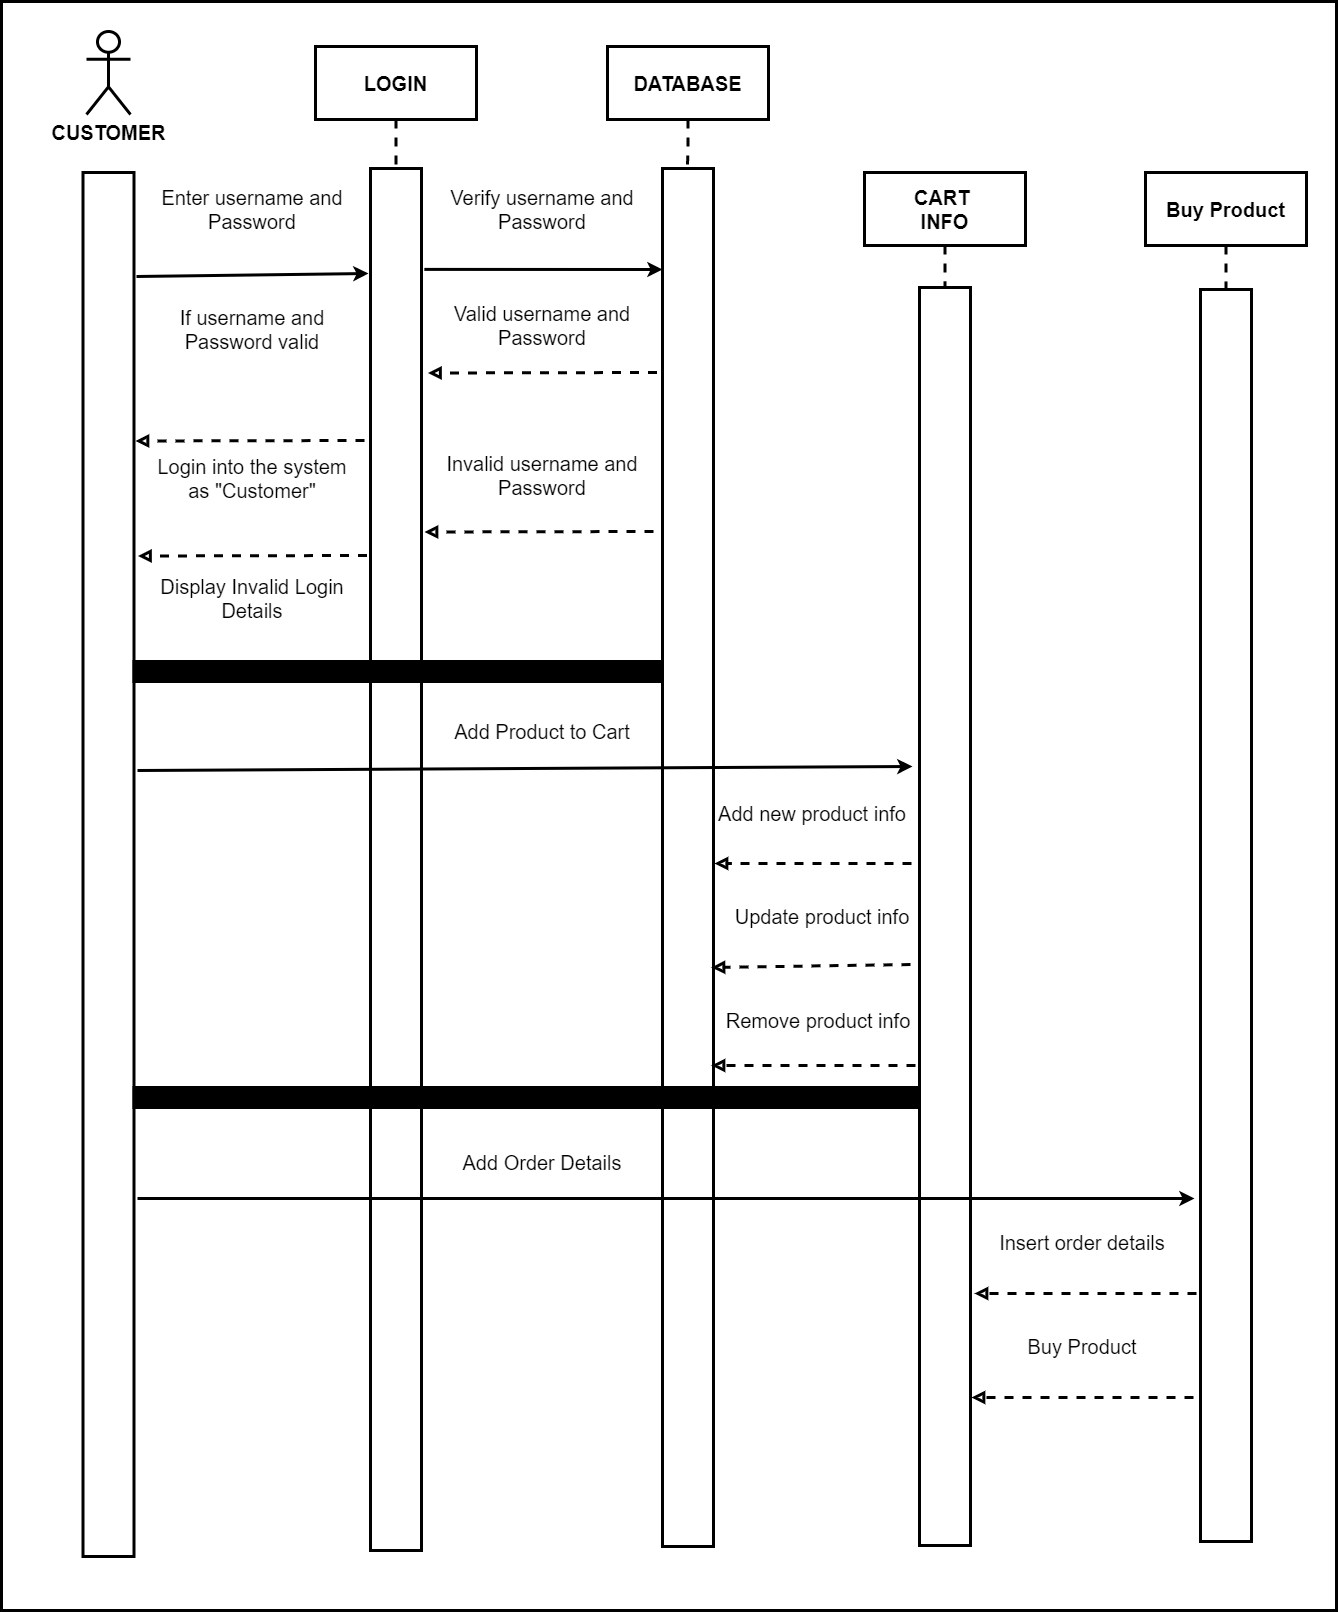 CUSTOMER
LOGIN
DATABASE
CART
INFO
Buy Product
Enter username and
Password
Verify username and
Password
If username and
Password valid
Valid username and
Password
Login into the system
as "Customer"
Invalid username and
Password
Display Invalid Login
Details
Add Product to Cart
Add new product info
Update product info
Remove product info
Add Order Details
Insert order details
Buy Product